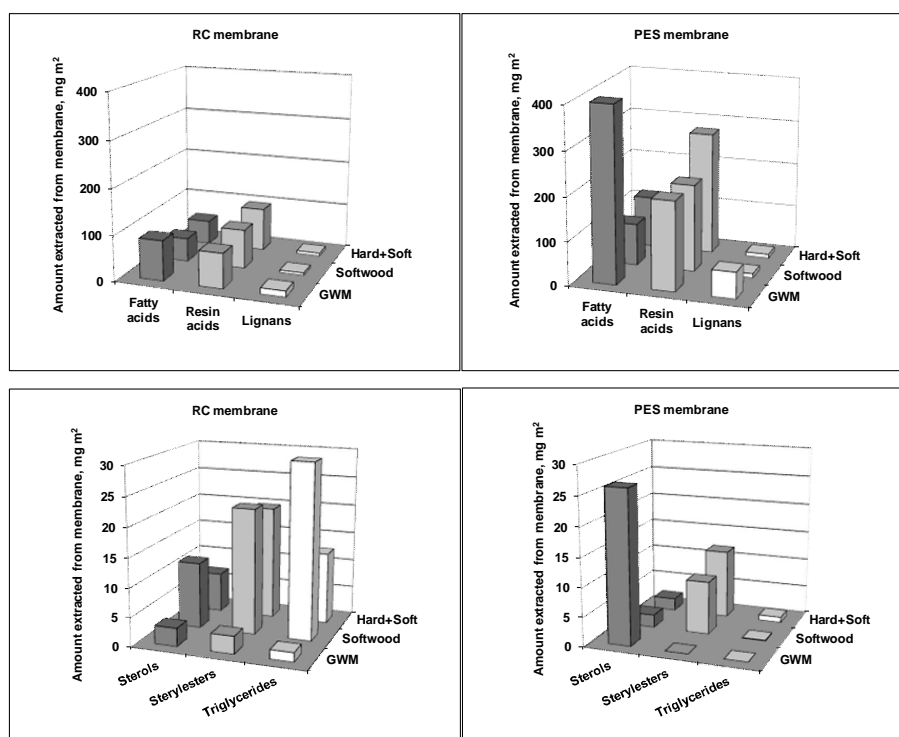 RC membrane
Amount extracted from membrane, mg m²
400
300
200
100
0
Fatty
acids
Resin
acids
Lignans
Hard+Soft
Softwood
GWM
PES membrane
Amount extracted from membrane, mg m²
400
300
200
100
0
Fatty
acids
Resin
acids
Lignans
Hard+Soft
Softwood
GWM
RC membrane
Amount extracted from membrane, mg m²
30
25
20
15
10
5
0
Sterols
Sterylesters
Triglycerides
Hard+Soft
Softwood
GWM
PES membrane
Amount extracted from membrane, mg m²
30
25
20
15
10
5
0
Sterols
Sterylesters
Triglycerides
Hard+Soft
Softwood
GWM